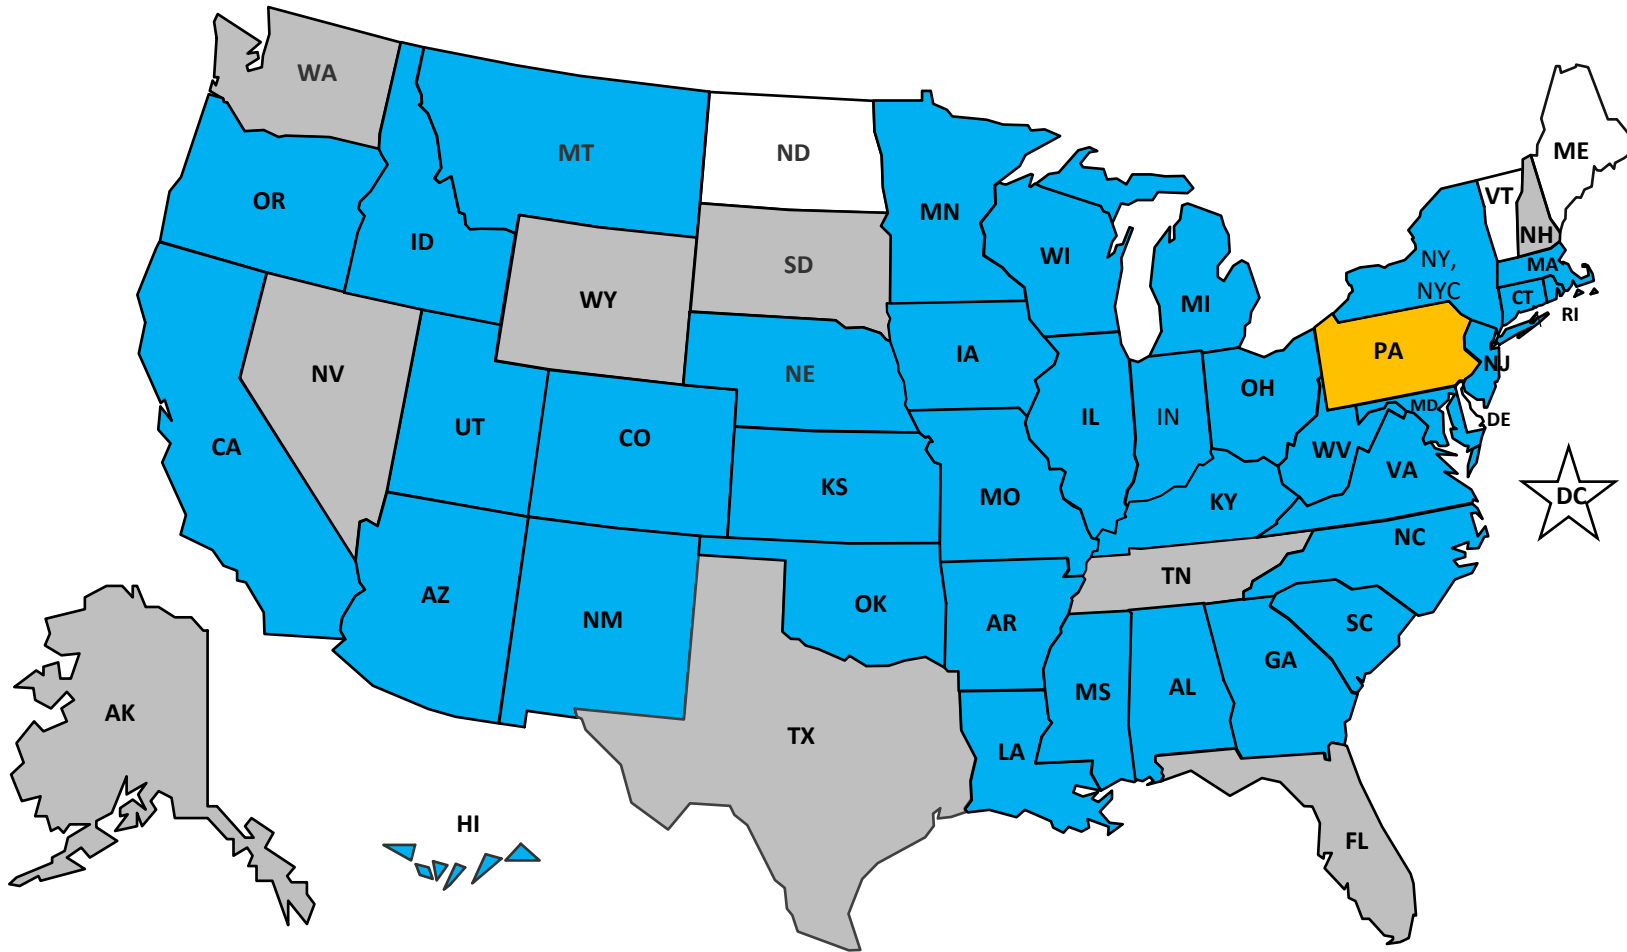 WA
MT
ND
ME
VT
OR
MN
NH
ID
WI
NY,
MA
SD
NYC
CT
WY
MI
RI
PA
IA
NJ
NV
NE
OH
MD
DE
UT
CO
IL
IN
CA
WV
VA
KS
MO
KY
DC
NC
TN
AZ
OK
NM
AR
SC
GA
MS
AL
AK
TX
LA
HI
FL